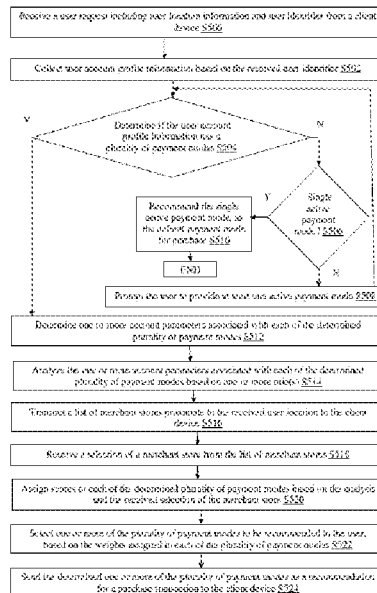 Receive a user request including user location information and user identifier from a client
device S500
Collect user account profile information based on the received user identifier S502
Y
Determine if the user account
profile information has a
plurality of payment modes S504
N
Recommend the single
active payment mode, as
the default payment mode
for purchase S510
Y
Single
active
payment
mode? S506
END
N
Prompt the user to provide at least one active payment mode S508
Determine one or more account parameters associated with each of the determined
plurality of payment modes S512
Analyze the one or more account parameters associated with each of the determined
plurality of payment modes based on one or more rule(s) S514
Transmit a list of merchant stores proximate to the received user location to the client
device S516
Receive a selection of a merchant store from the list of merchant stores S518
Assign scores to each of the determined plurality of payment modes based on the analysis
and the received selection of the merchant store S520
Select one or more of the plurality of payment modes to be recommended to the user,
based on the weights assigned to each of the plurality of payment modes S522
Send the determined one or more of the plurality of payment modes as a recommendation
for a purchase transaction to the client device S524